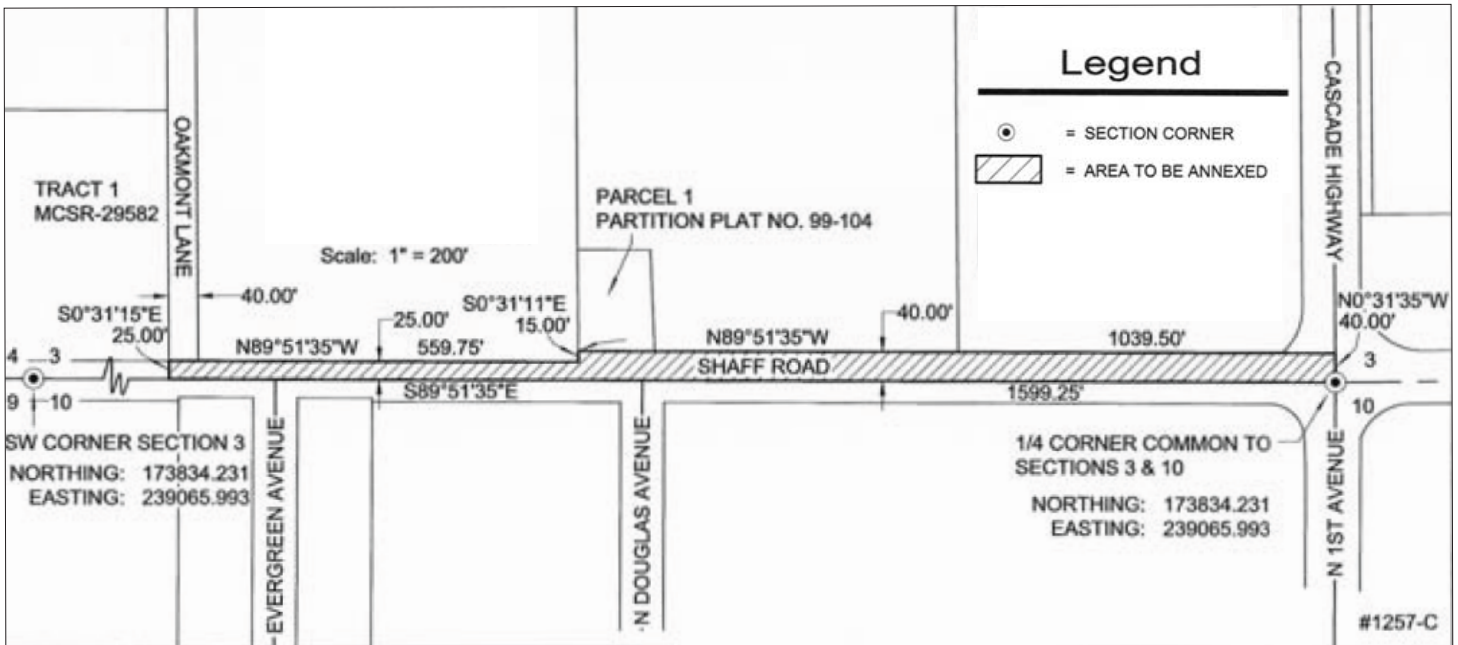 Legend
= SECTION CORNER
= AREA TO BE ANNEXED
CASCADE HIGHWAY
OAKMONT LANE
TRACT 1
MCSR-29582
PARCEL 1
PARTITION PLAT NO. 99-104
Scale: 1" = 200'
40.00'
S0°31'15"E
25.00'
N89°51'35"W
25.00'
559.75'
S0°31'11"E
15.00'
N89°51'35"W
40.00'
1039.50'
N0°31'35"W
40.00'
4 3
9 10
SHAFF ROAD
3
10
S89°51'35"E
1599.25'
SW CORNER SECTION 3
NORTHING: 173834.231
EASTING: 239065.993
EVERGREEN AVENUE
N DOUGLAS AVENUE
1/4 CORNER COMMON TO
SECTIONS 3 & 10
NORTHING: 173834.231
EASTING: 239065.993
N 1ST AVENUE
#1257-C